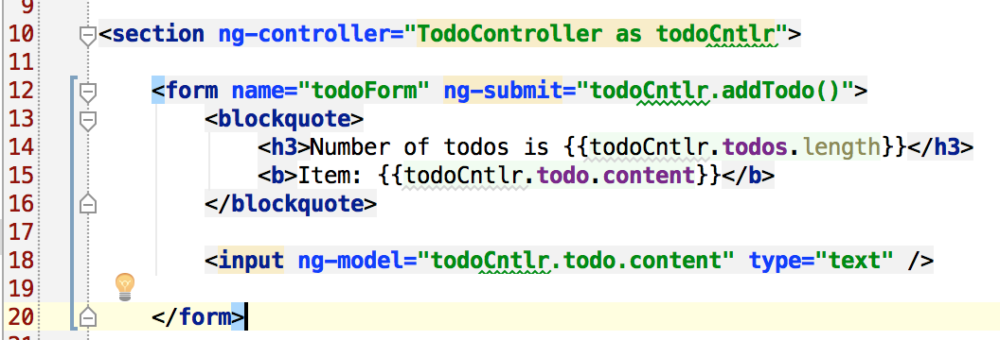 9
10 <section ng-controller="TodoController as todoCntlr">
11
12 <form name="todoForm" ng-submit="todoCntlr.addTodo()">
13 <blockquote>
14 <h3>Number of todos is {{todoCntlr.todos.length}}</h3>
15 <b>Item: {{todoCntlr.todo.content}}</b>
16 </blockquote>
17
18 <input ng-model="todoCntlr.todo.content" type="text" />
19
20 </form>
21